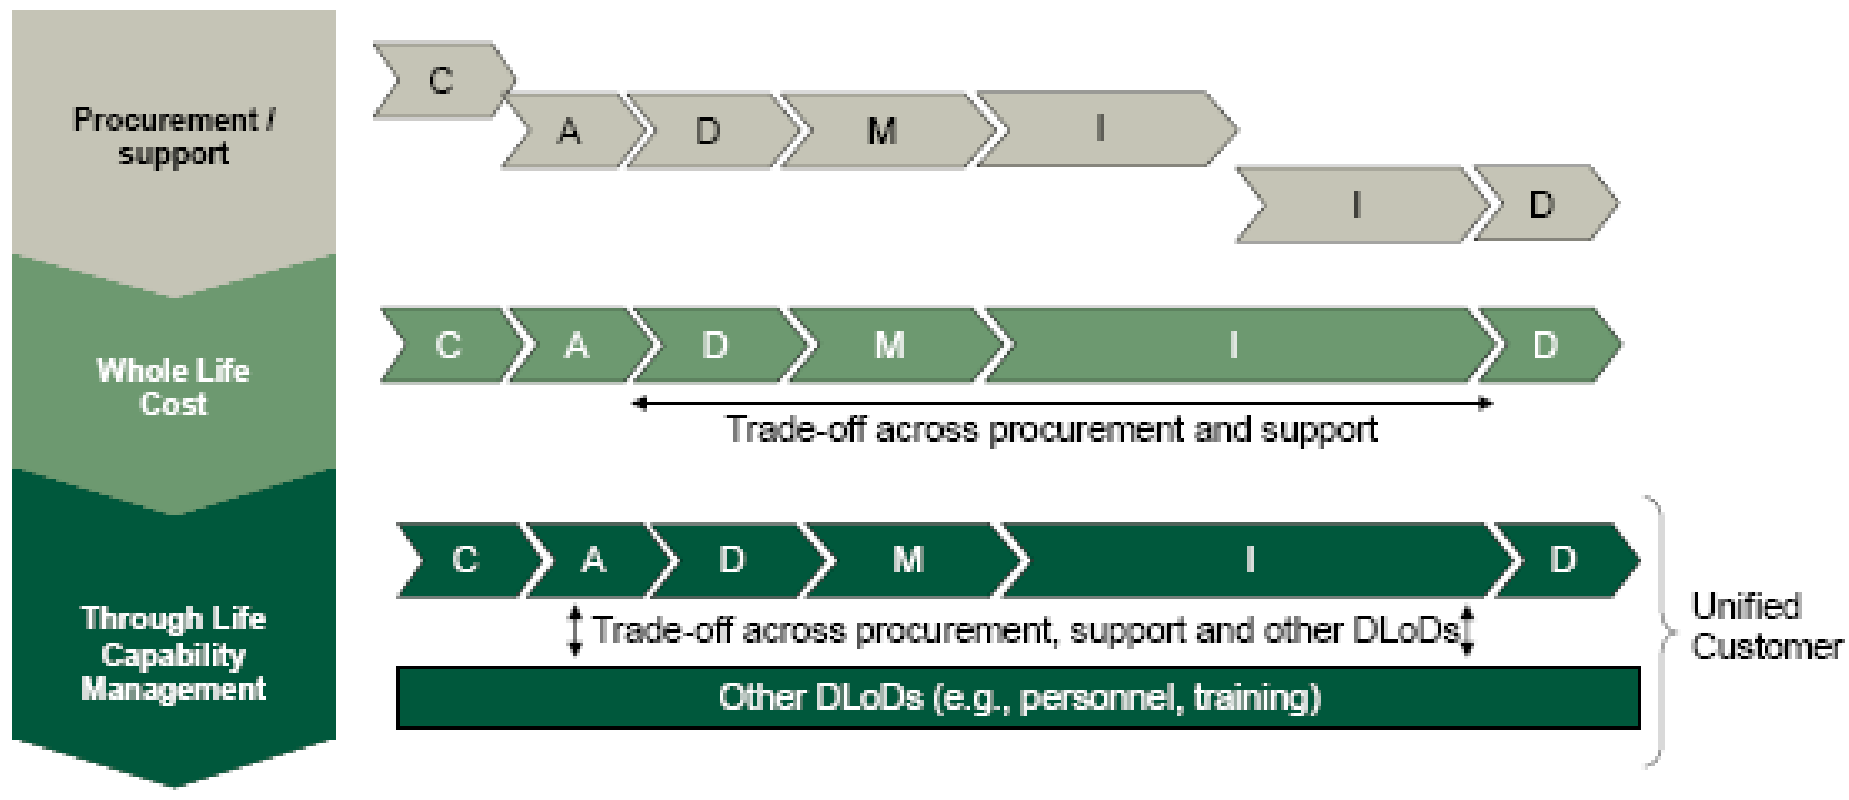 Procurement /
support
C
A
D
M
I
I
D
Whole Life
Cost
C
A
D
M
I
D
Trade-off across procurement and support
Through Life
Capability
Management
C
A
D
M
I
D
Trade-off across procurement, support and other DLoDs
Other DLoDs (e.g., personnel, training)
Unified
Customer